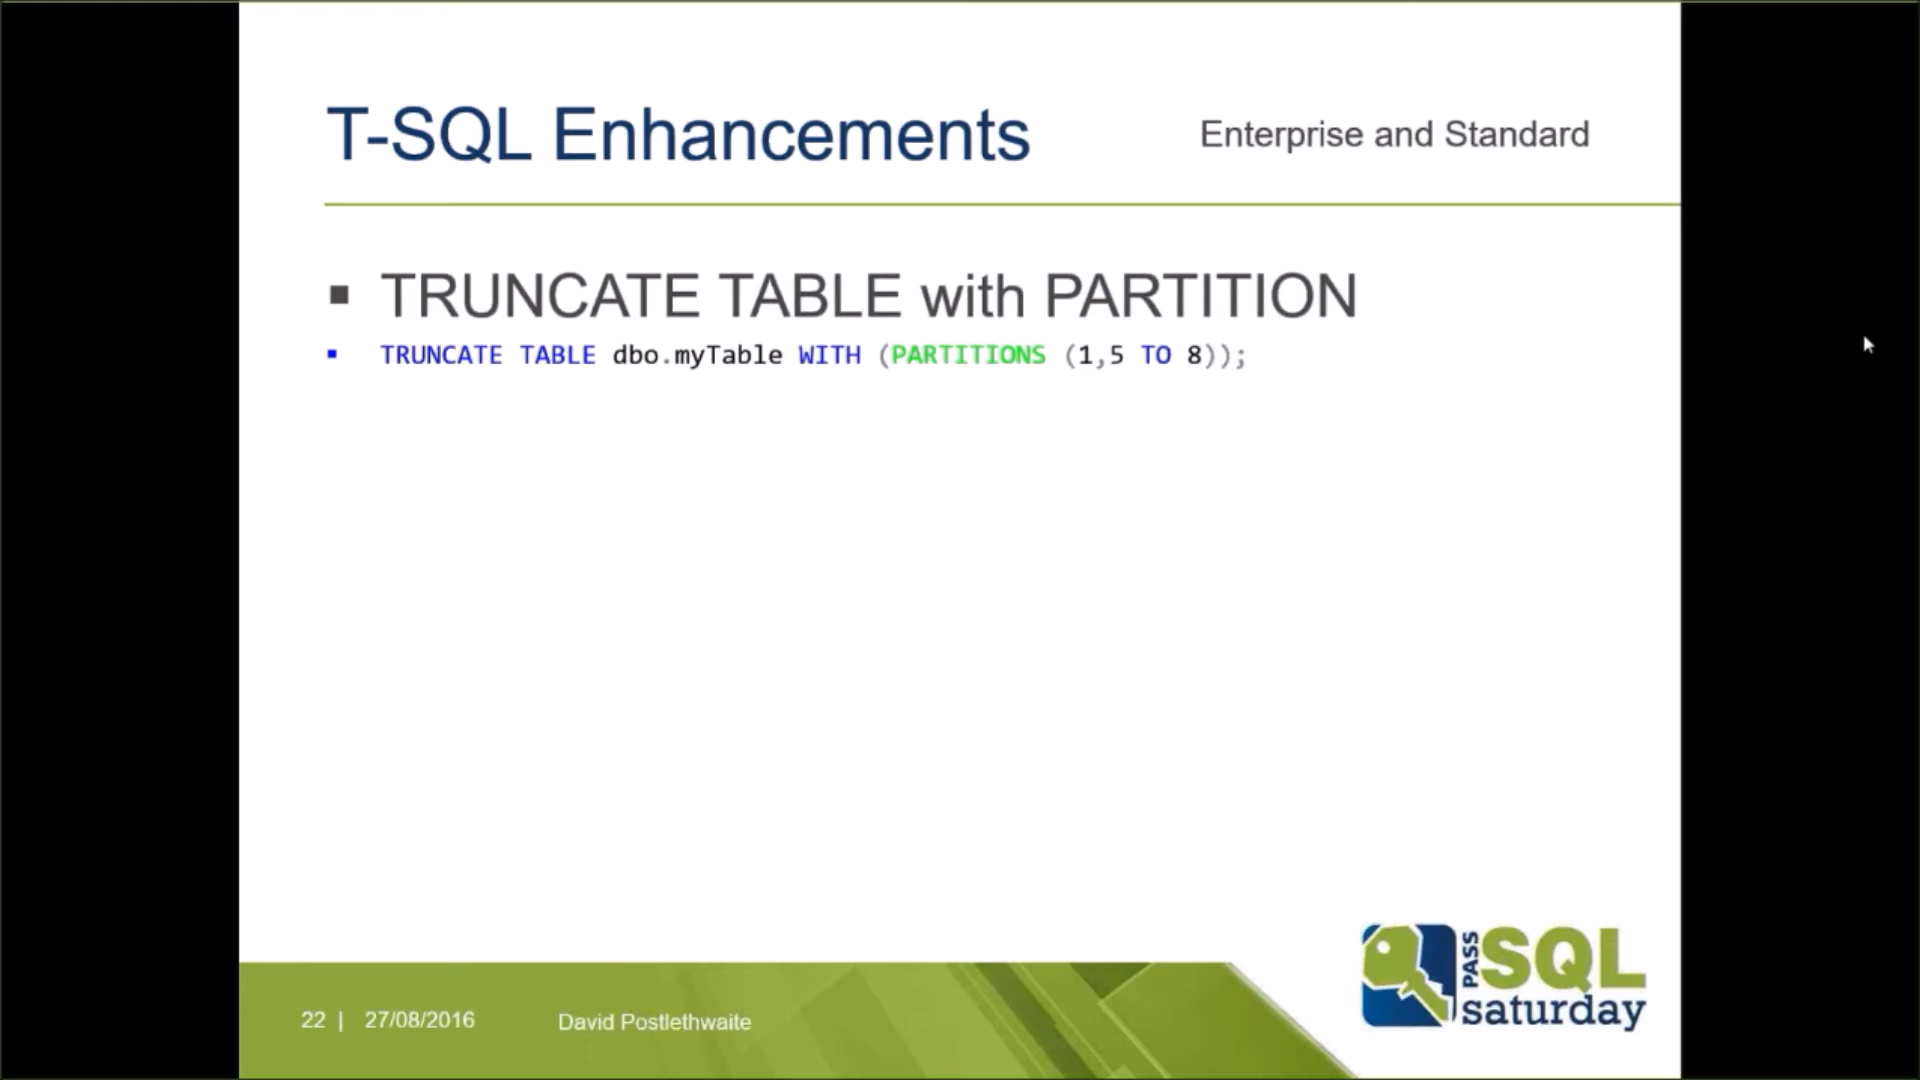 T-SQL Enhancements
Enterprise and Standard
▪ TRUNCATE TABLE with PARTITION
▪ TRUNCATE TABLE dbo.myTable WITH (PARTITIONS (1,5 TO 8));
22 | 27/08/2016 David Postlethwaite
PASS SQL
saturday